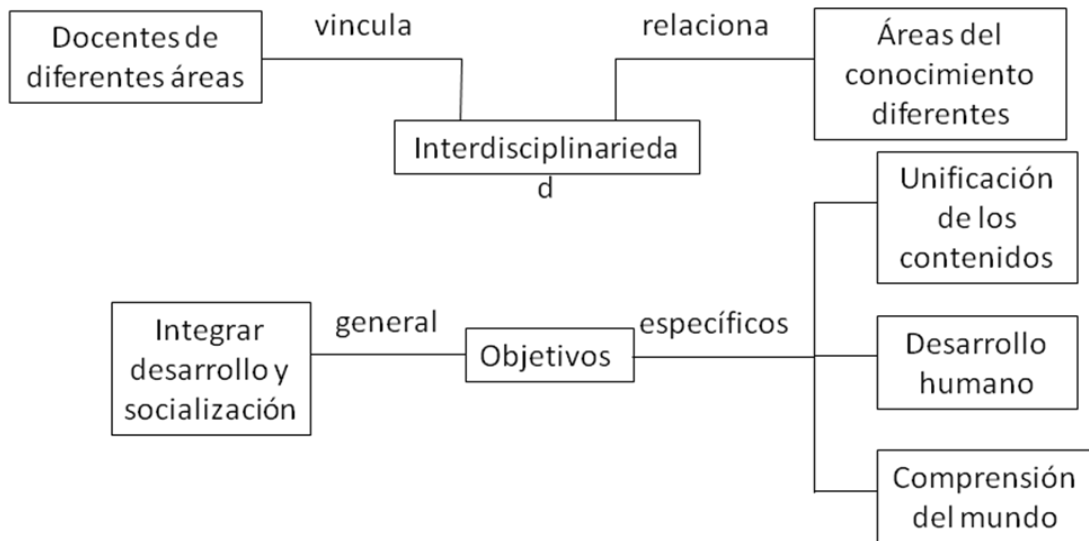 Docentes de
diferentes áreas
vincula
relaciona
Áreas del
conocimiento
diferentes
Interdisciplinarieda
d
Unificación
de los
contenidos
Integrar
desarrollo y
socialización
general
Objetivos
específicos
Desarrollo
humano
Comprensión
del mundo